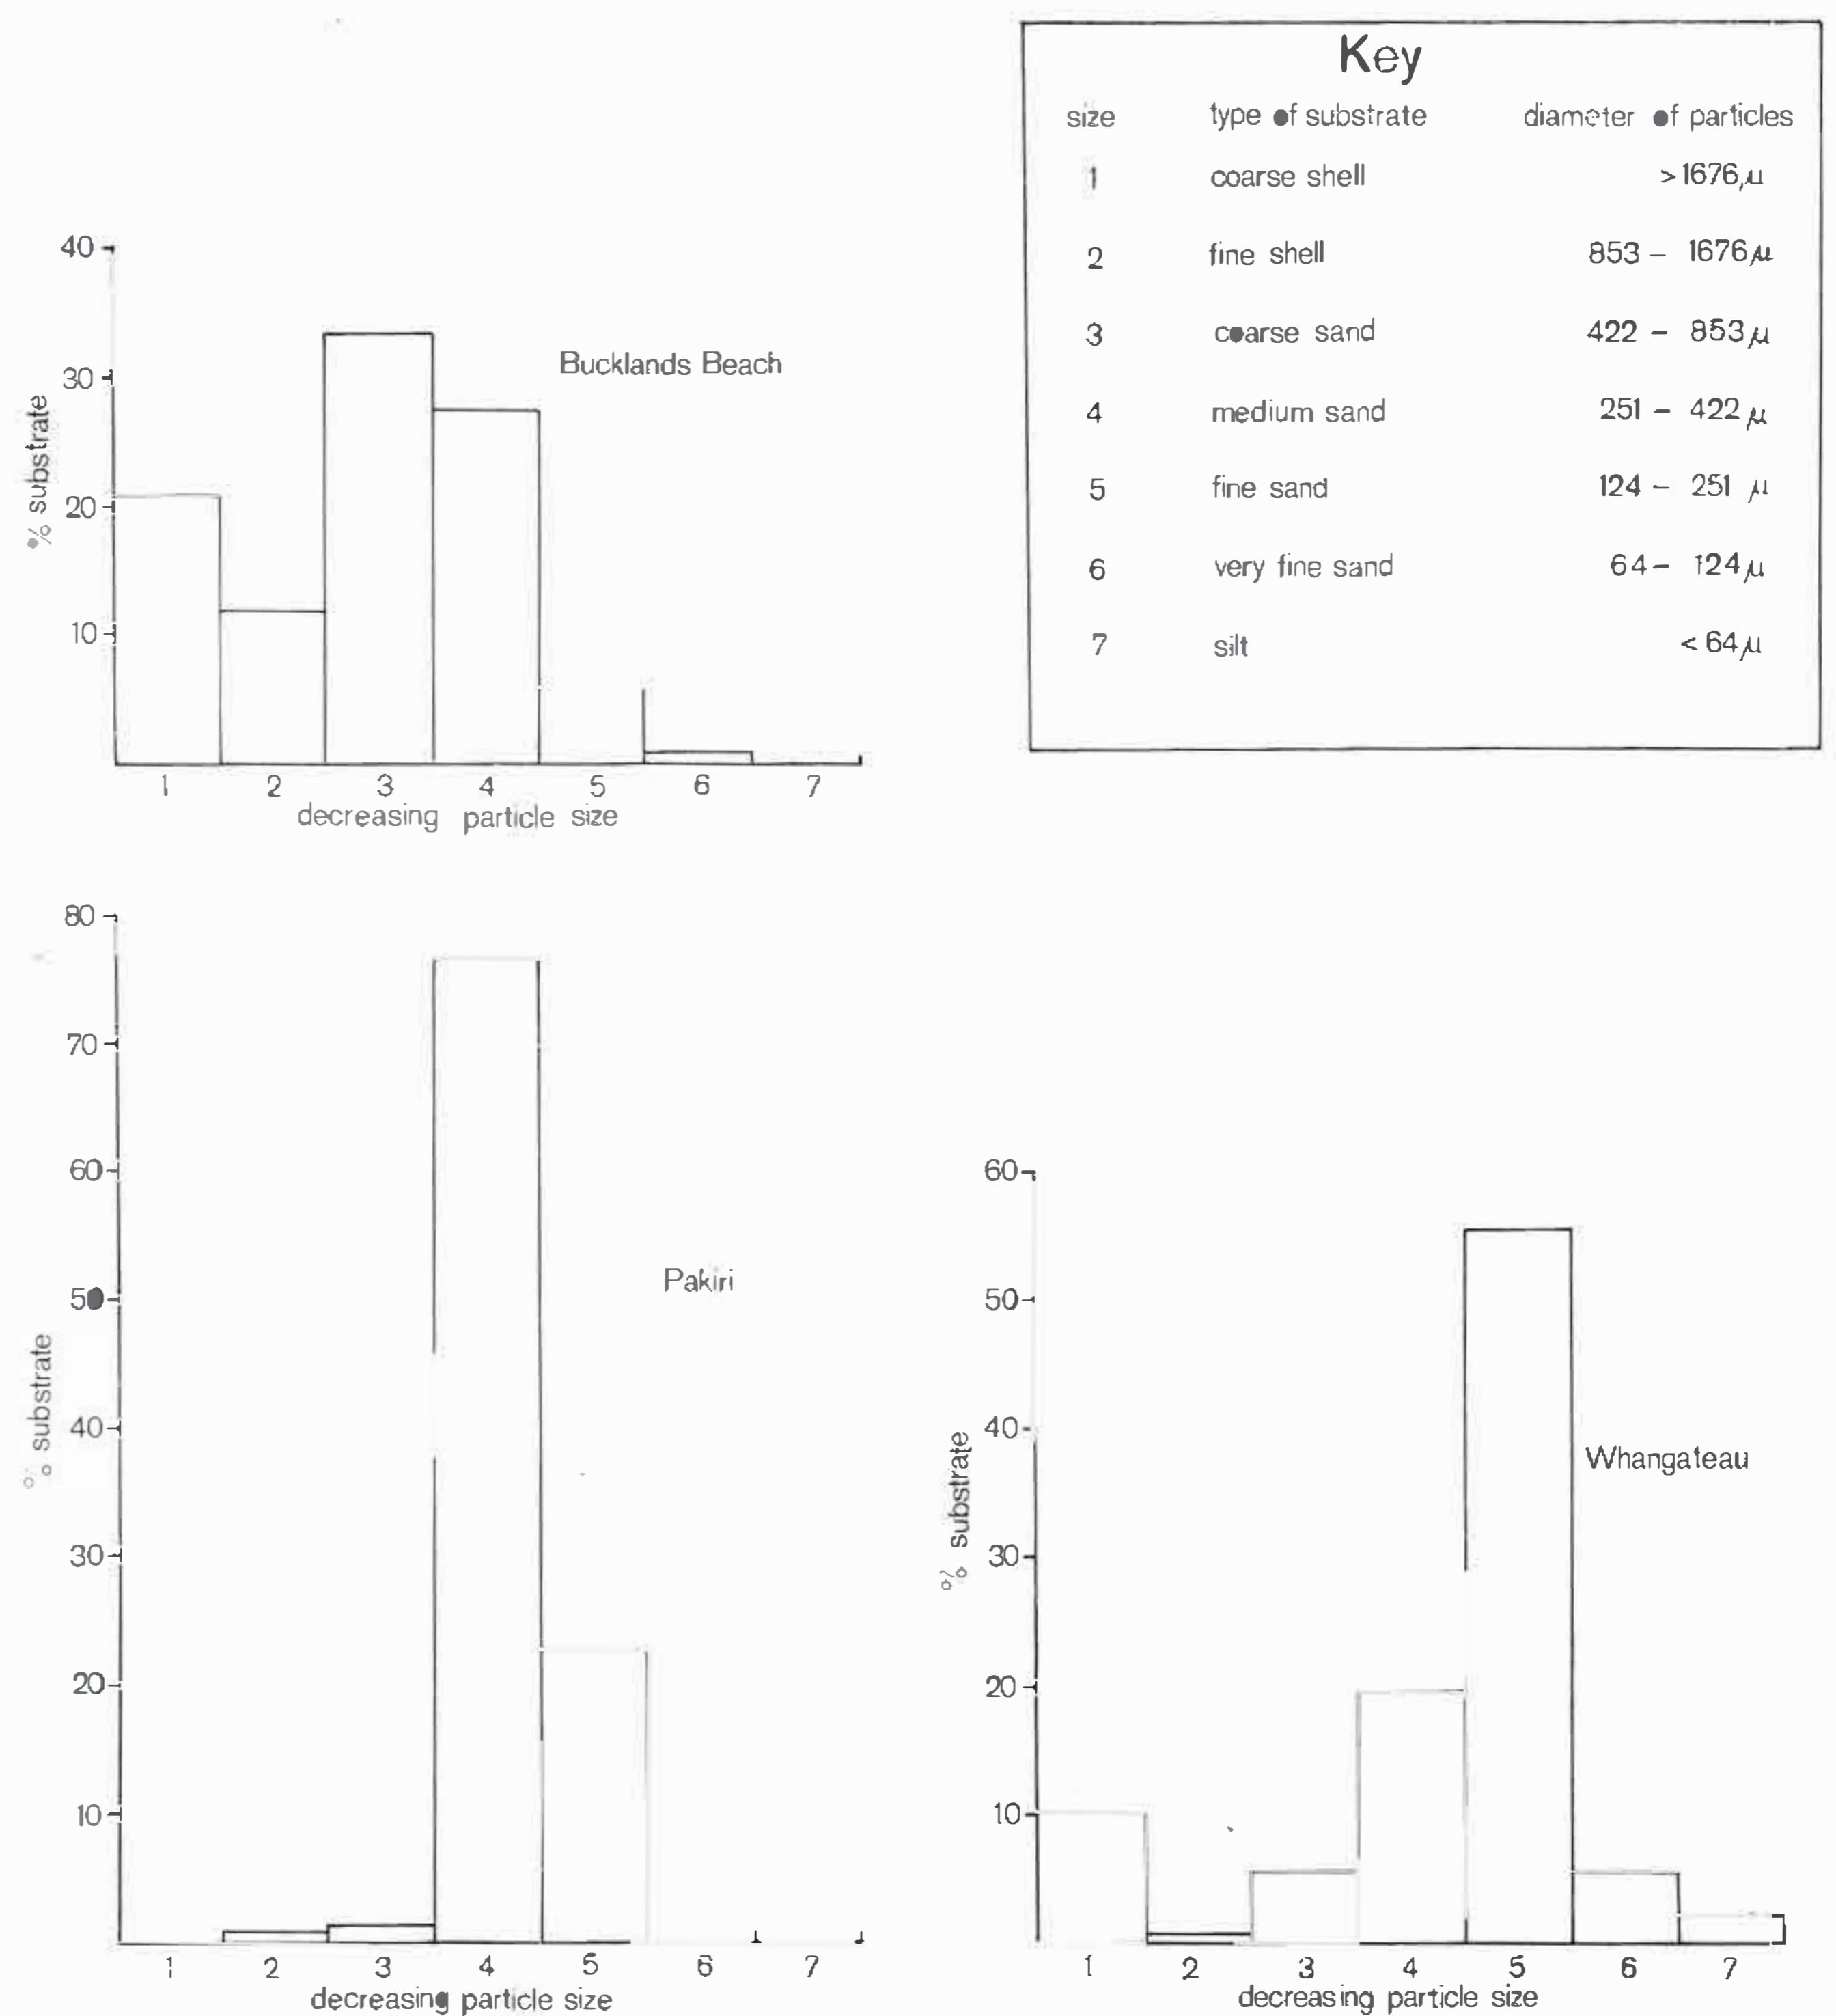 Key
size type of substrate diameter of particles
1 coarse shell >1676µ
2 fine shell 853 – 1676µ
3 coarse sand 422 – 853µ
4 medium sand 251 – 422µ
5 fine sand 124 – 251 µ
6 very fine sand 64 – 124µ
7 silt < 64µ
Bucklands Beach
% substrate
40
30
20
10
1 2 3 4 5 6 7
decreasing particle size
Pakiri
% substrate
80
70
60
50
40
30
20
10
1 2 3 4 5 6 7
decreasing particle size
Whangateau
% substrate
60
50
40
30
20
10
1 2 3 4 5 6 7
decreasing particle size